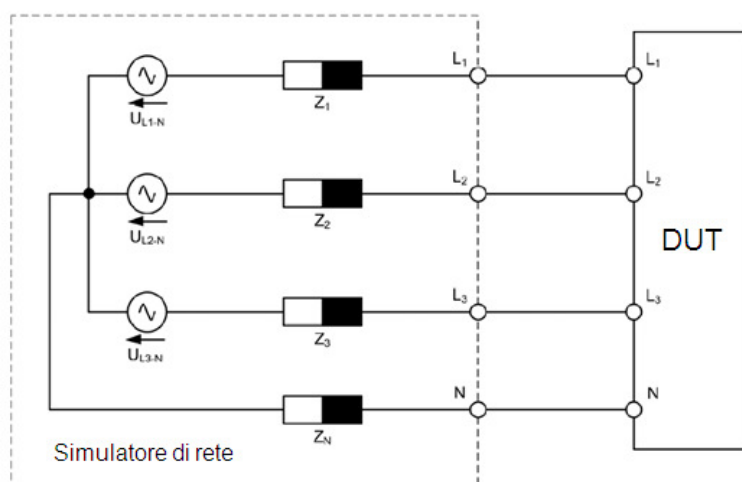 L1 L1
Z1
UL1-N
L2 L2
Z2
UL2-N
DUT
L3 L3
Z3
UL3-N
N N
ZN
Simulatore di rete